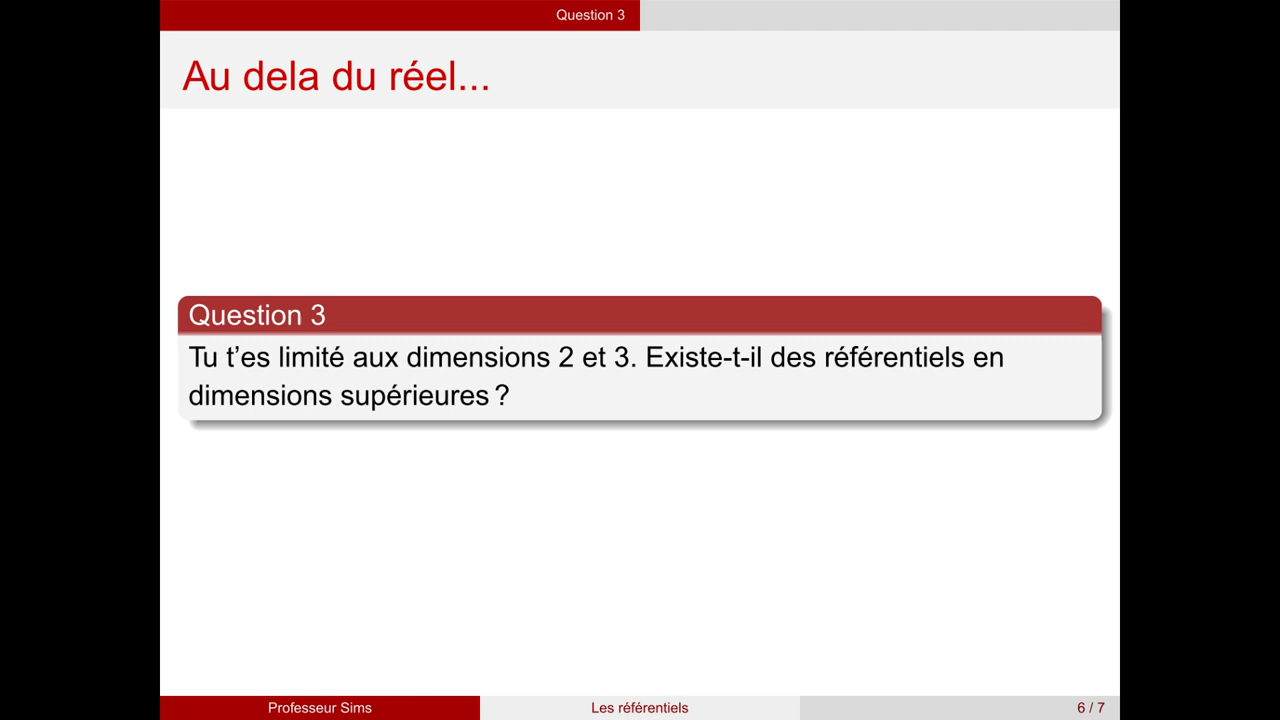 Question 3
Au dela du réel...
Question 3
Tu t'es limité aux dimensions 2 et 3. Existe-t-il des référentiels en
dimensions supérieures ?
Professeur Sims
Les référentiels
6 / 7